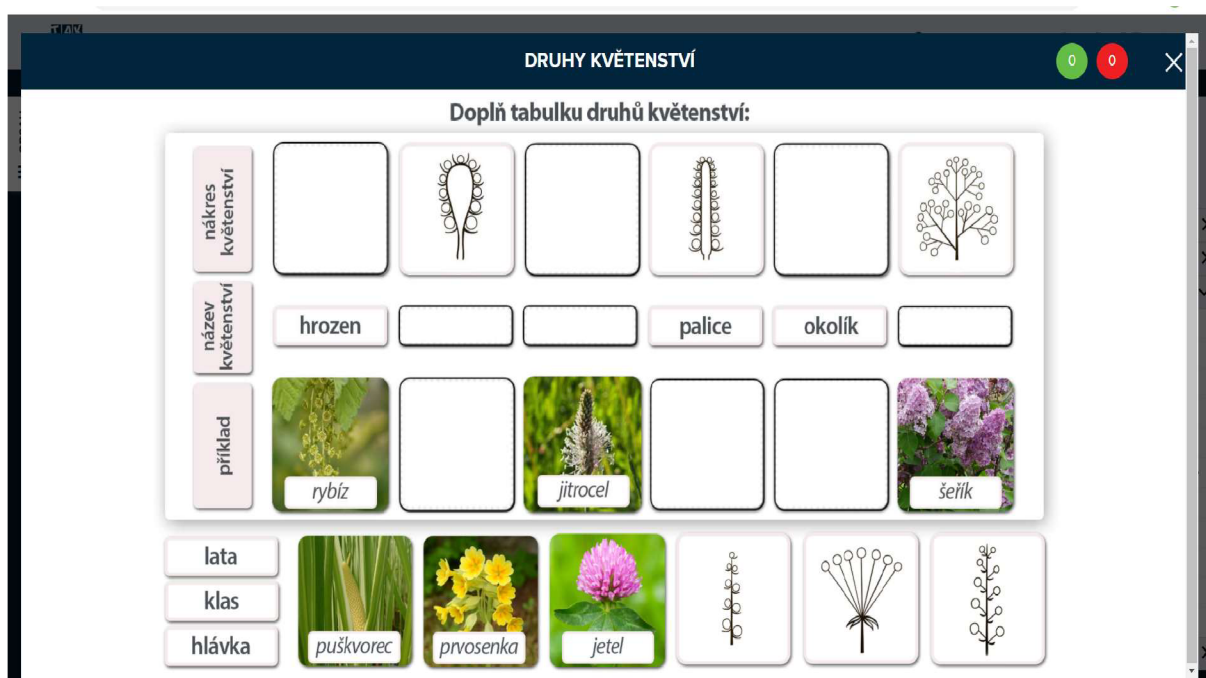 DRUHY KVĚTENSTVÍ
0
0
Doplň tabulku druhů květenství:
nákres
květenství
název
květenství
hrozen
palice
okolík
příklad
rybíz
jitrocel
šeřík
lata
klas
hlávka
puškvorec
prvosenka
jetel